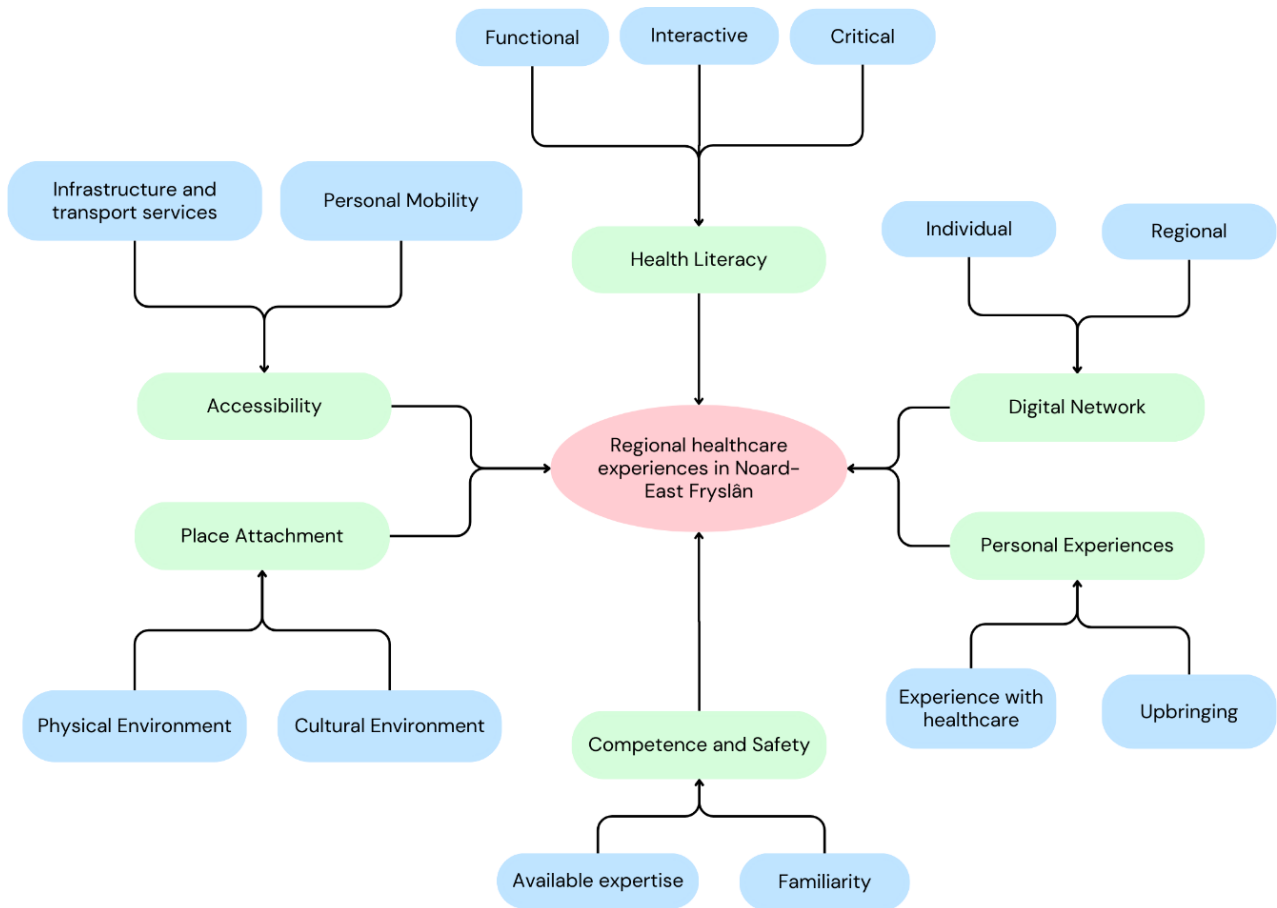 Functional
Interactive
Critical
Infrastructure and
transport services
Personal Mobility
Individual
Regional
Health Literacy
Accessibility
Digital Network
Regional healthcare
experiences in Noard-
East Fryslân
Place Attachment
Personal Experiences
Physical Environment
Cultural Environment
Experience with
healthcare
Upbringing
Competence and Safety
Available expertise
Familiarity